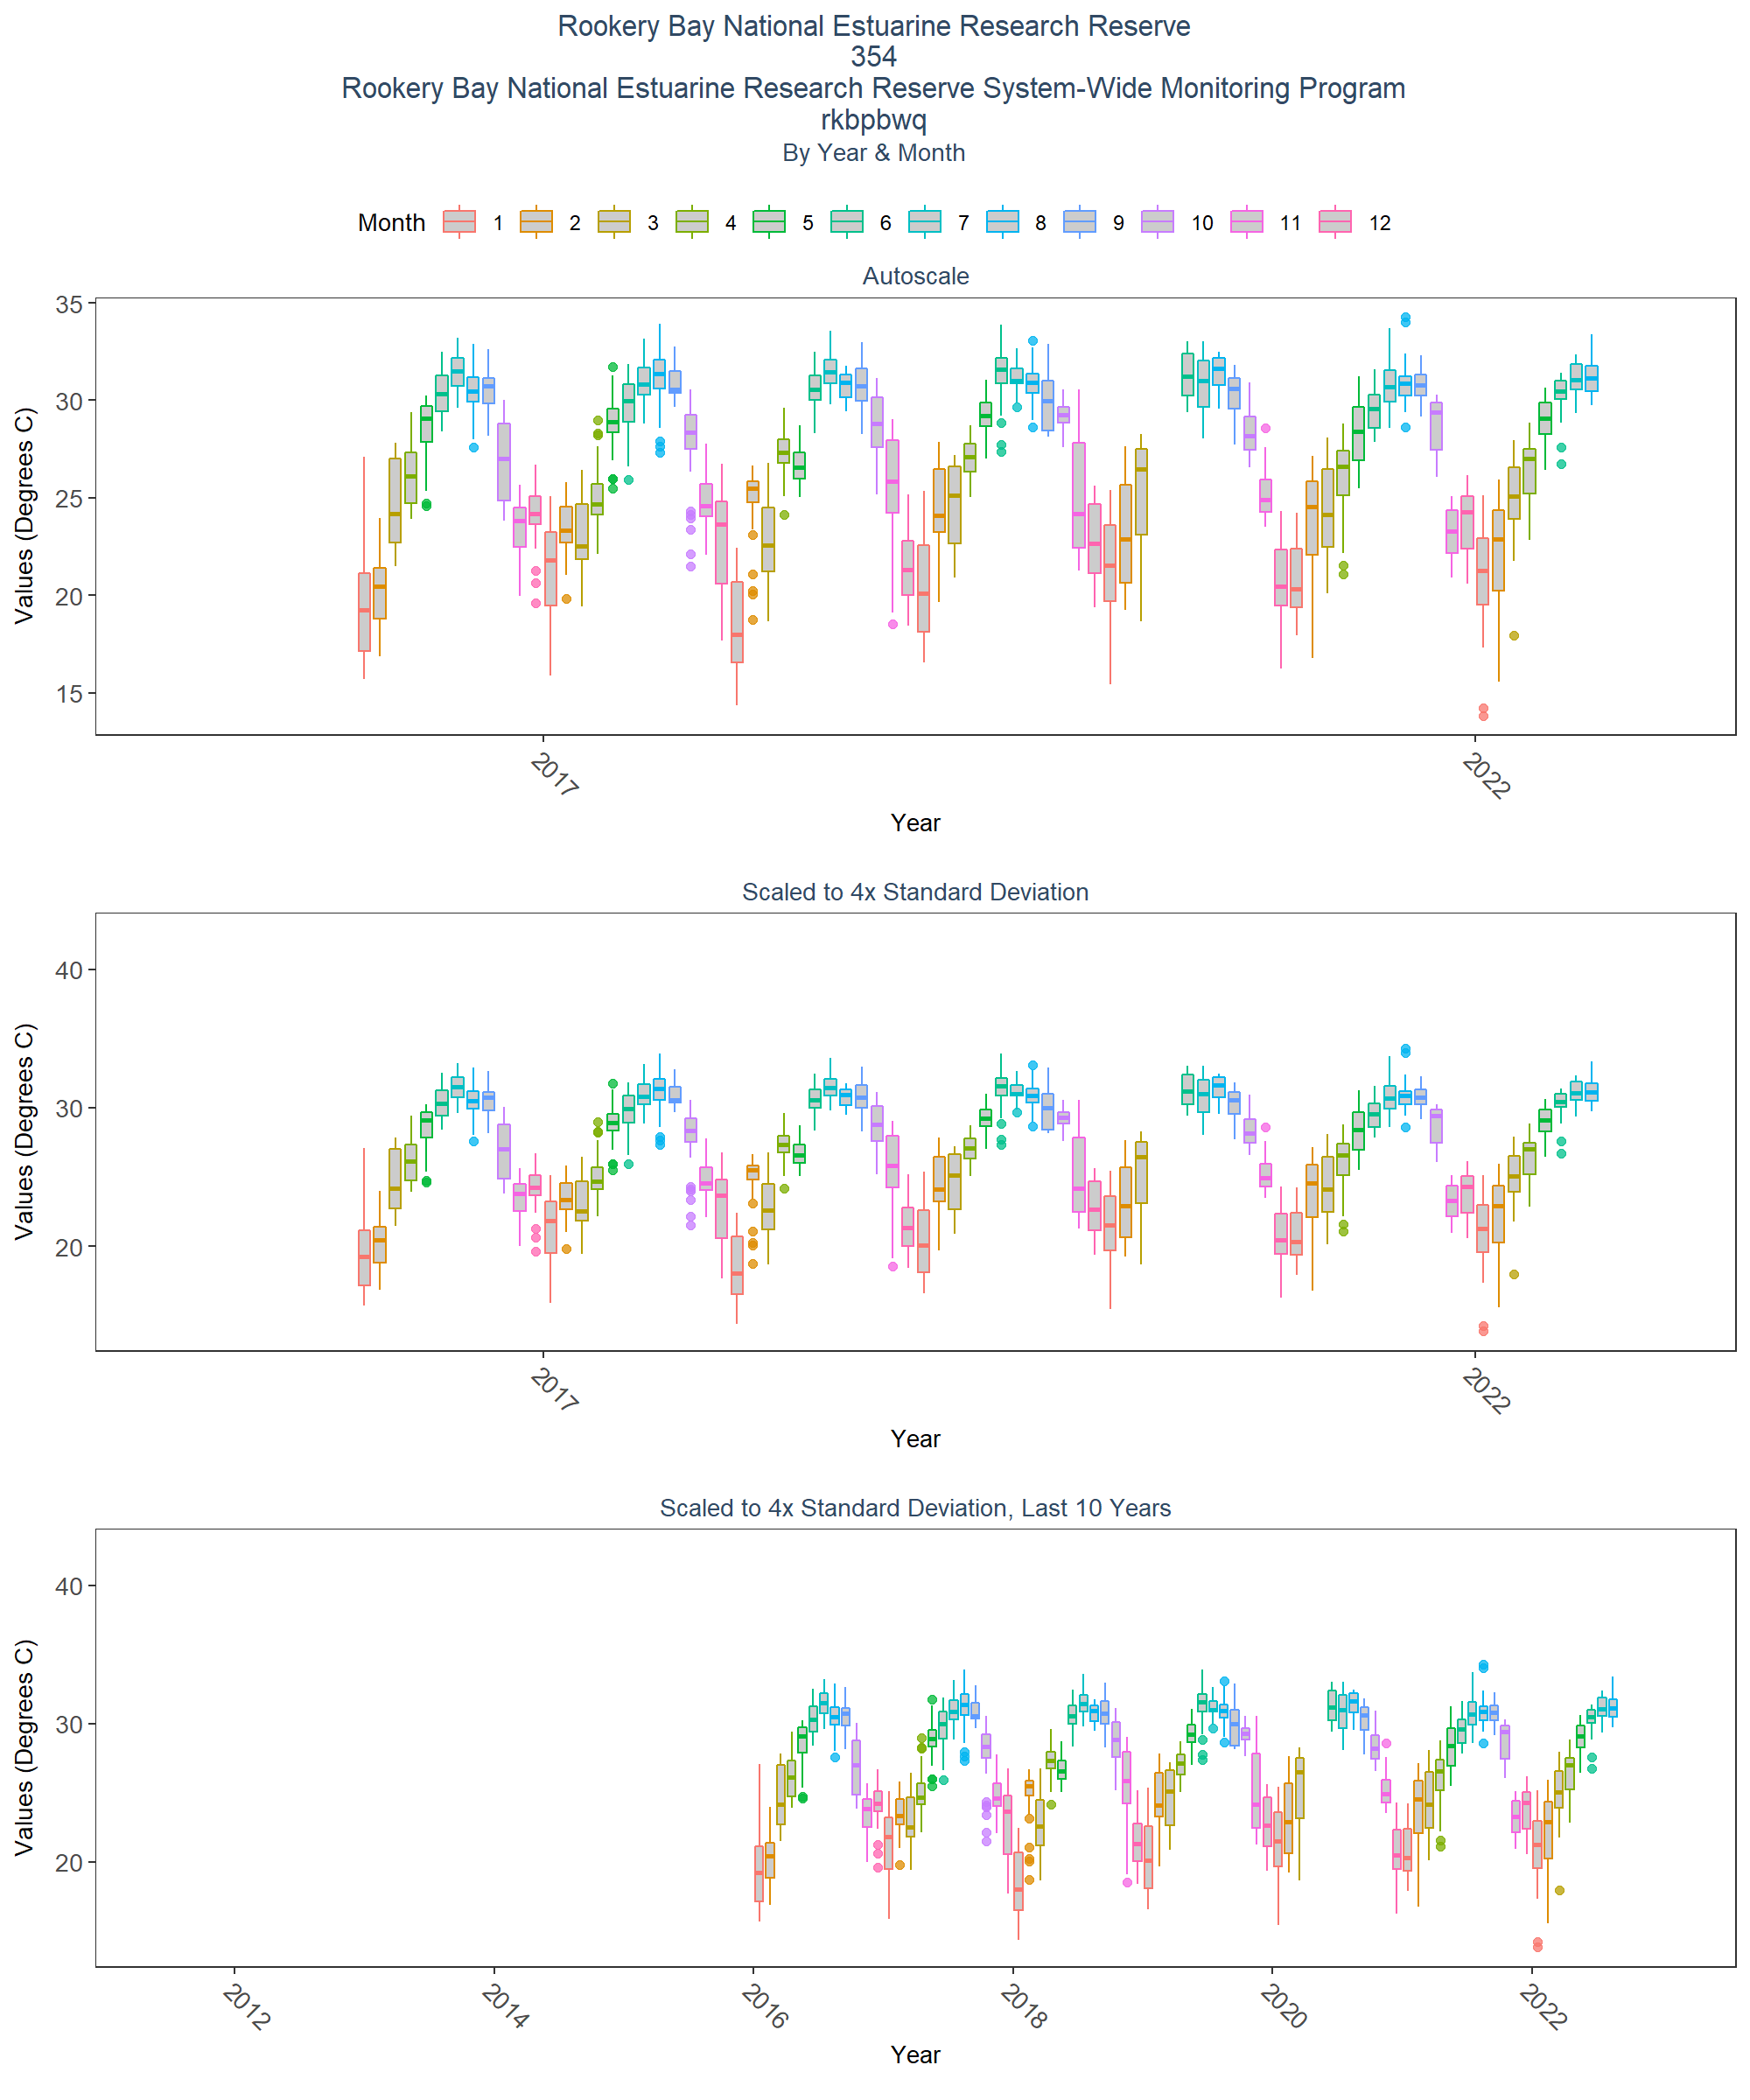 Rookery Bay National Estuarine Research Reserve
354
Rookery Bay National Estuarine Research Reserve System-Wide Monitoring Program
rkbpbwq
By Year & Month
Month 1 2 3 4 5 6 7 8 9 10 11 12
Autoscale
Values (Degrees C)
35
30
25
20
15
2017 2022
Year
Scaled to 4x Standard Deviation
Values (Degrees C)
40
30
20
2017 2022
Year
Scaled to 4x Standard Deviation, Last 10 Years
Values (Degrees C)
40
30
20
2012 2014 2016 2018 2020 2022
Year